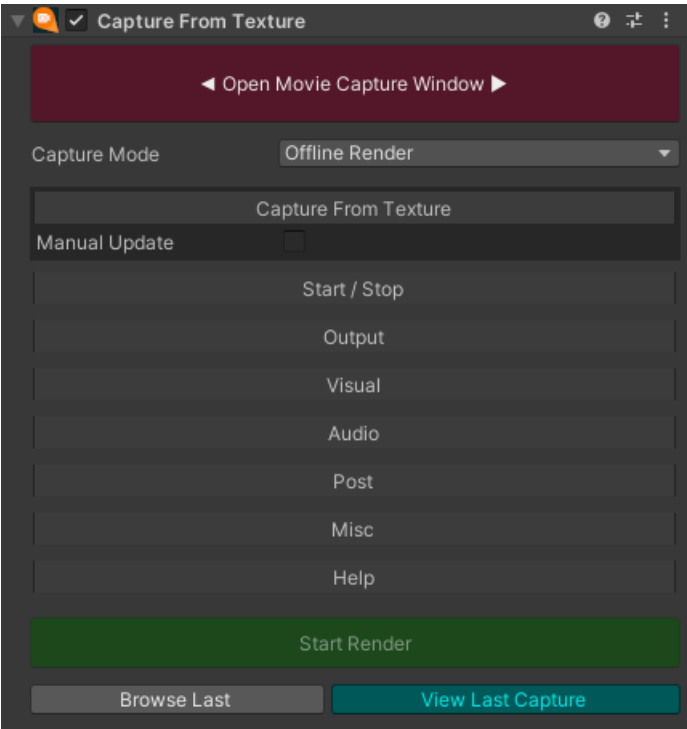 Capture From Texture
◄ Open Movie Capture Window ►
Capture Mode Offline Render
Capture From Texture
Manual Update
Start / Stop
Output
Visual
Audio
Post
Misc
Help
Start Render
Browse Last View Last Capture